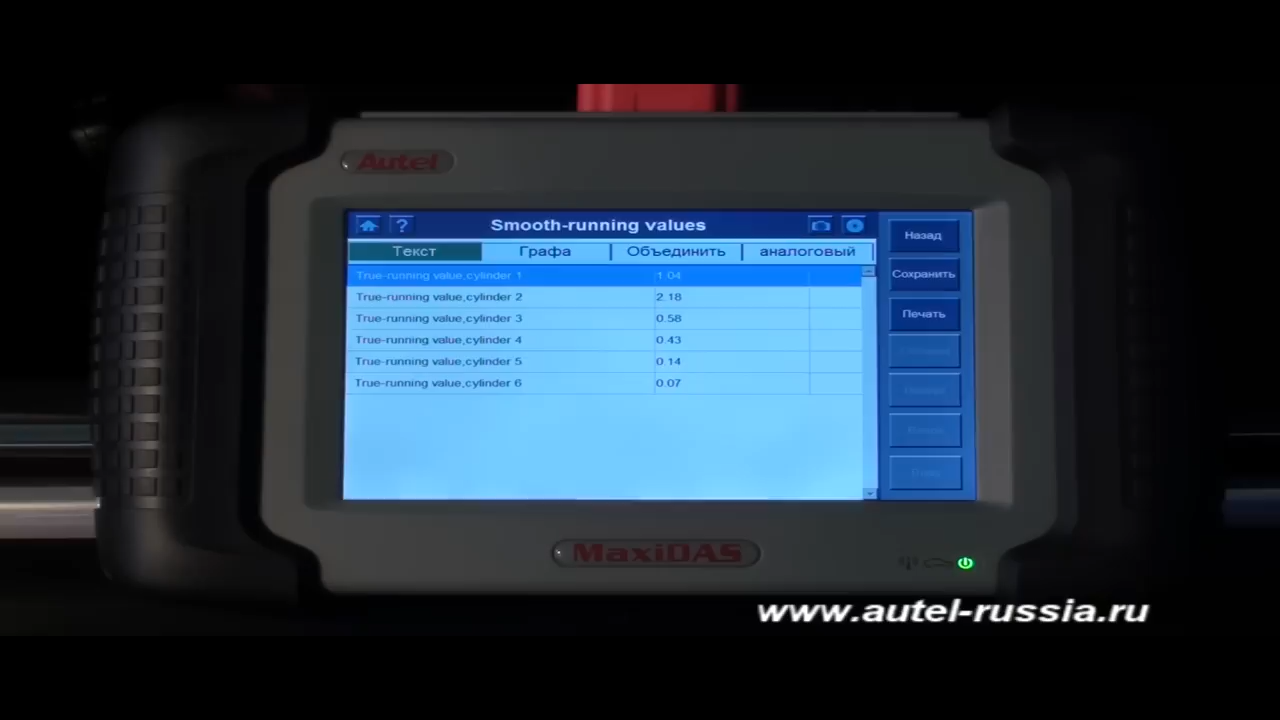 Autel
? Smooth-running values
Текст Графа Объединить аналоговый
True-running value,cylinder 1 1.04
True-running value,cylinder 2 2.18
True-running value,cylinder 3 0.58
True-running value,cylinder 4 0.43
True-running value,cylinder 5 0.14
True-running value,cylinder 6 0.07
Назад
Сохранить
Печать
MaxiDAS
www.autel-russia.ru